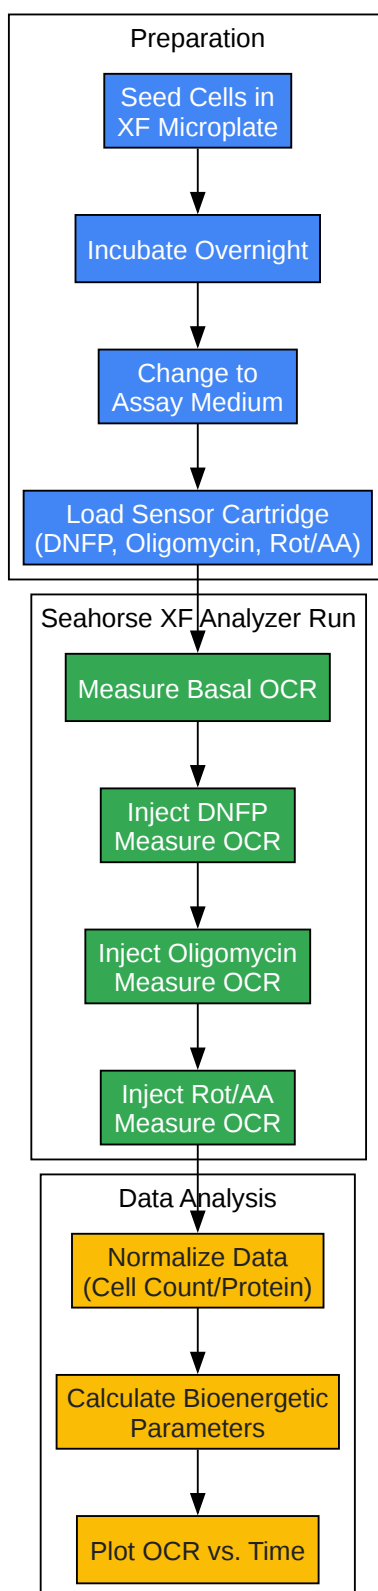 Preparation
Seed Cells in
XF Microplate
Incubate Overnight
Change to
Assay Medium
Load Sensor Cartridge
(DNFP, Oligomycin, Rot/AA)
Seahorse XF Analyzer Run
Measure Basal OCR
Inject DNFP
Measure OCR
Inject Oligomycin
Measure OCR
Inject Rot/AA
Measure OCR
Data Analysis
Normalize Data
(Cell Count/Protein)
Calculate Bioenergetic
Parameters
Plot OCR vs. Time